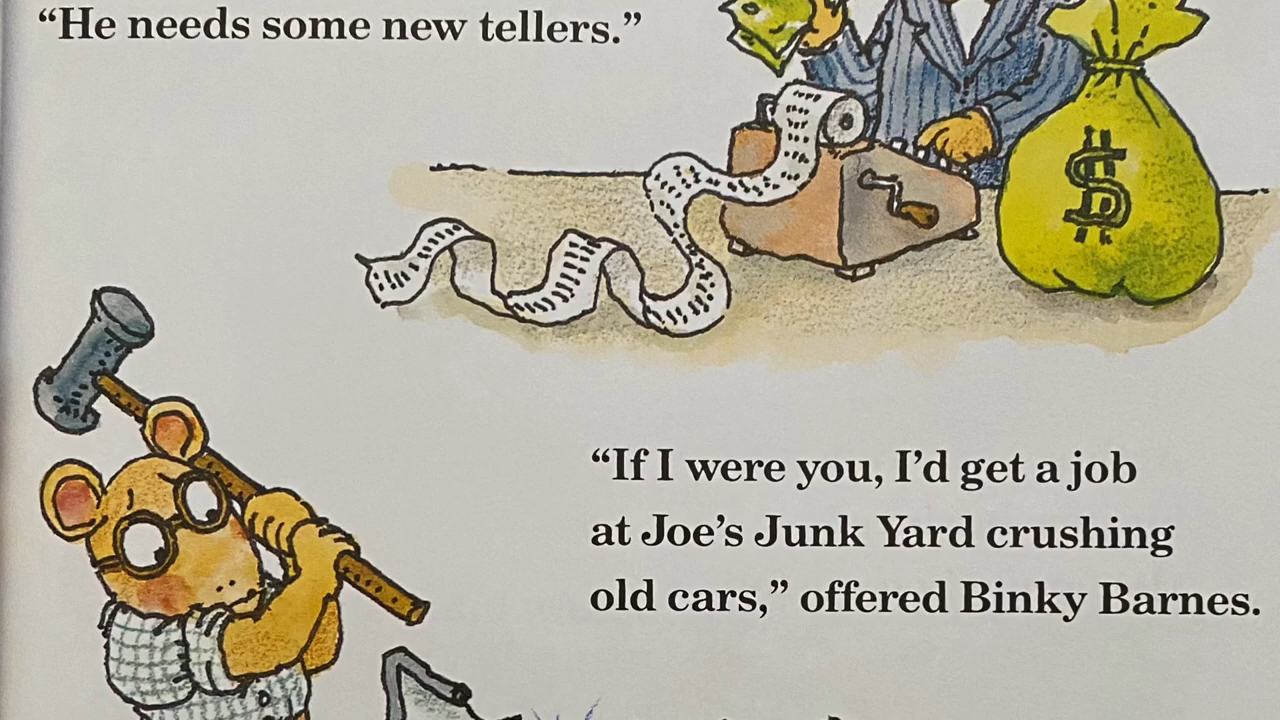 “He needs some new tellers.”
$
“If I were you, I’d get a job
at Joe’s Junk Yard crushing
old cars,” offered Binky Barnes.